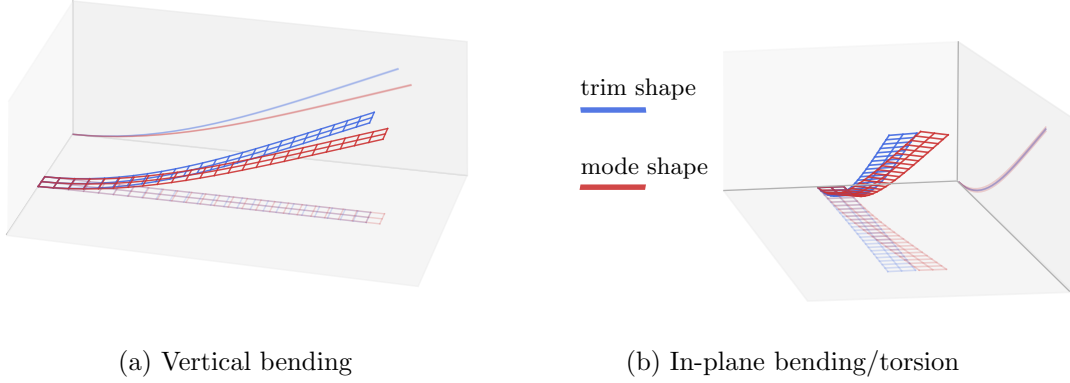 trim shape
mode shape
(a) Vertical bending
(b) In-plane bending/torsion